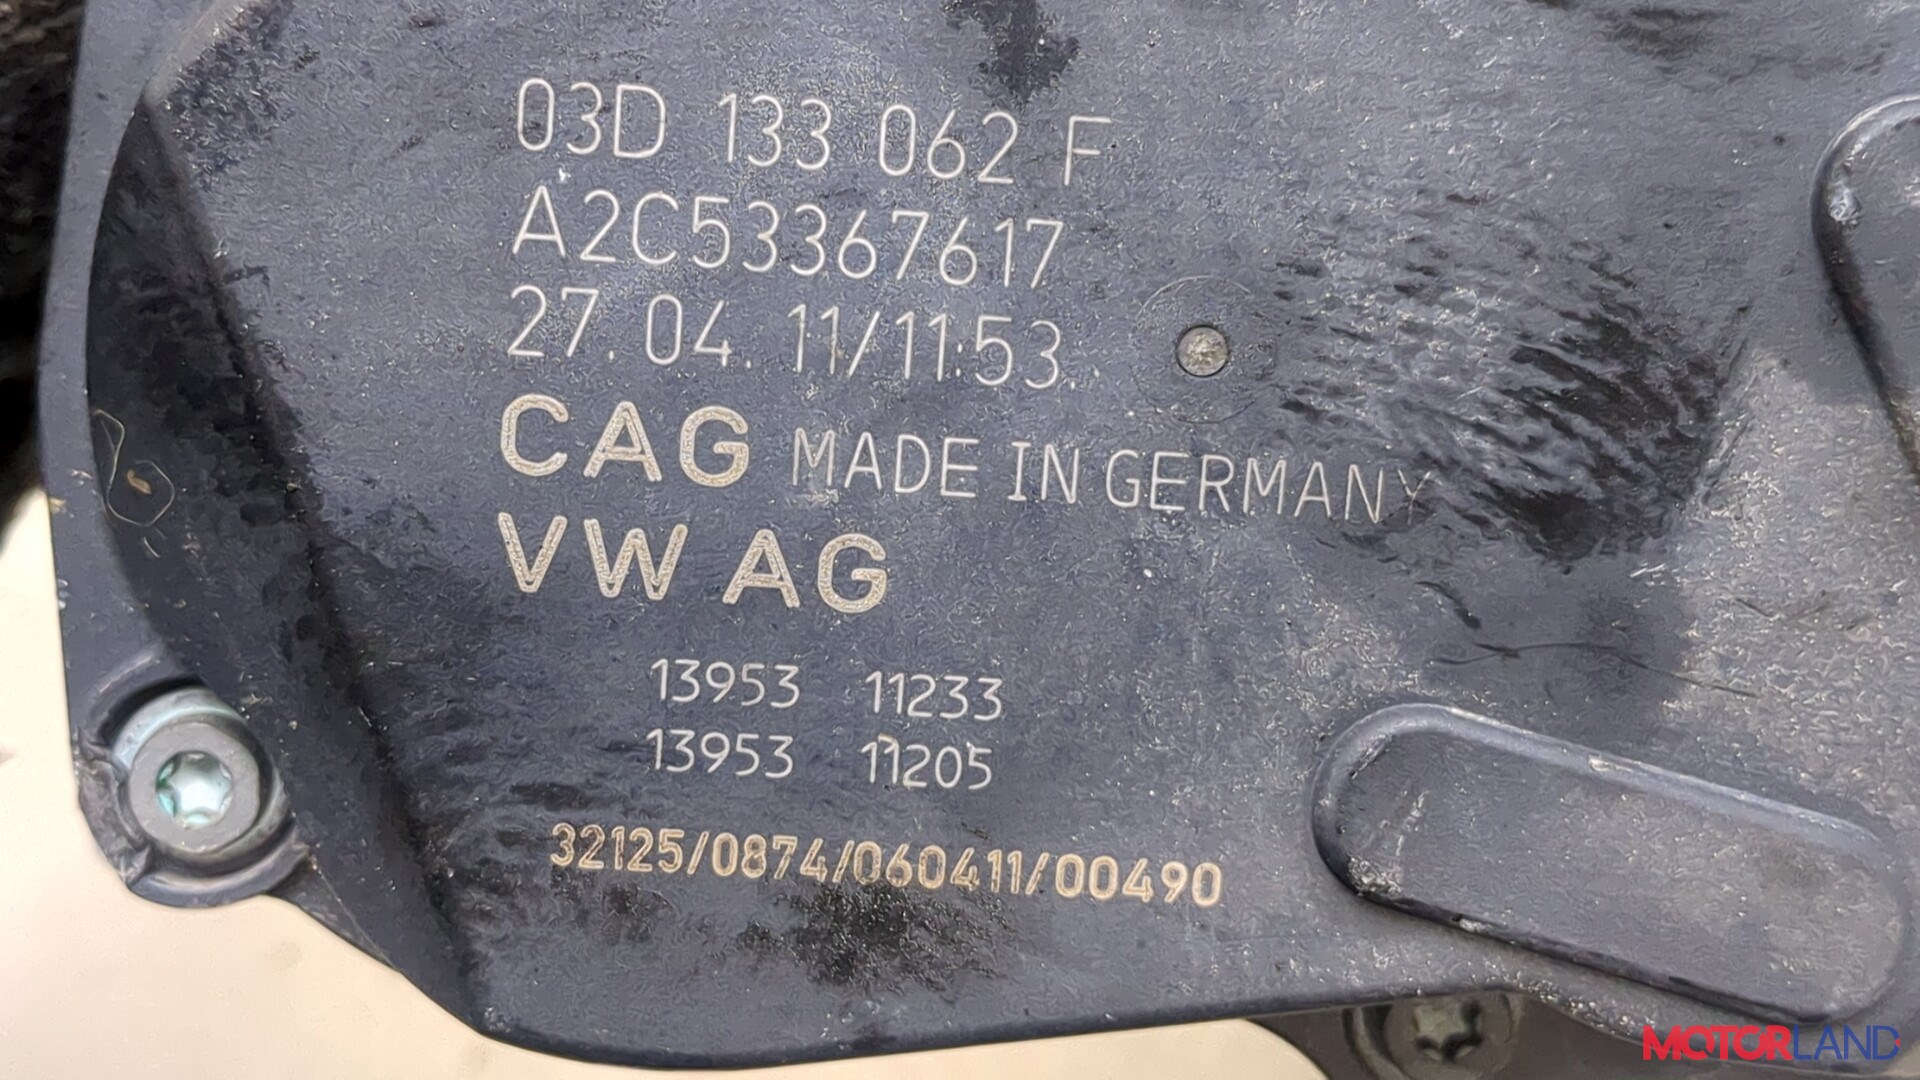 03D 133 062 F
A2C53367617
27.04.11/11:53
CAG MADE IN GERMANY
VW AG
13953 11233
13953 11205
32125/0874/060411/00490
MOTORLAND